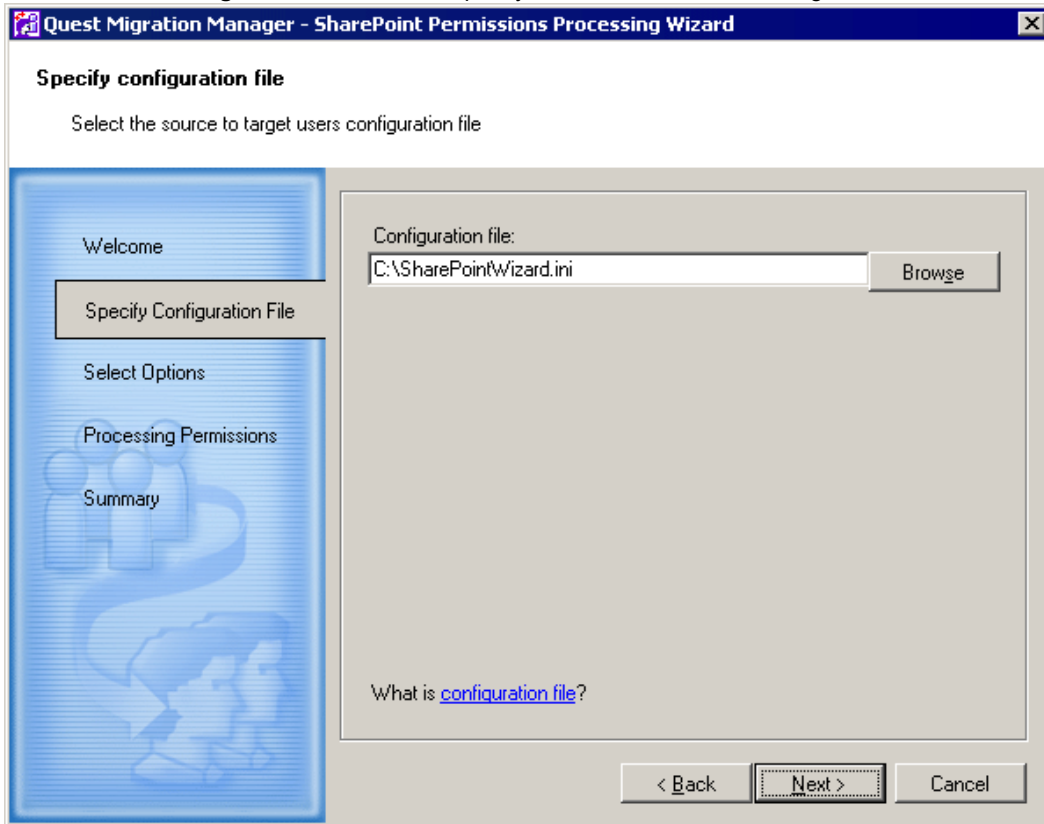 Quest Migration Manager - SharePoint Permissions Processing Wizard
Specify configuration file
Select the source to target users configuration file
Welcome
Specify Configuration File
Select Options
Processing Permissions
Summary
Configuration file:
C:\SharePointWizard.ini
Browse
What is configuration file?
< Back
Next >
Cancel